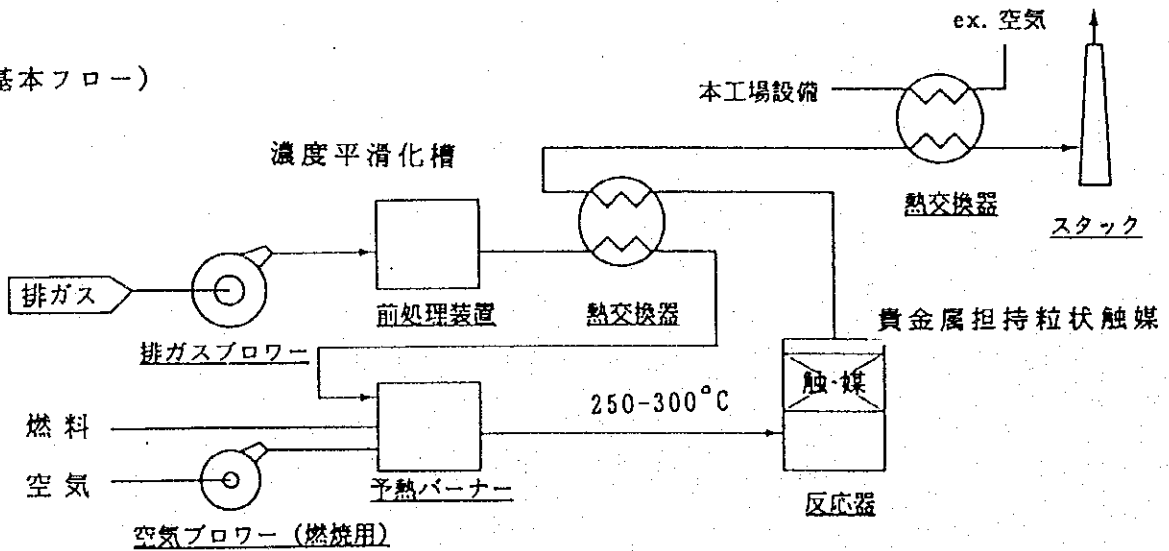 ex. 空気
基本フロー)
本工場設備
濃度平滑化槽
熱交換器
スタック
排ガス
前処理装置
熱交換器
貴金属担持粒状触媒
排ガスブロワー
触・媒
250-300°C
燃料
空気
予熱バーナー
反応器
空気ブロワー (燃焼用)